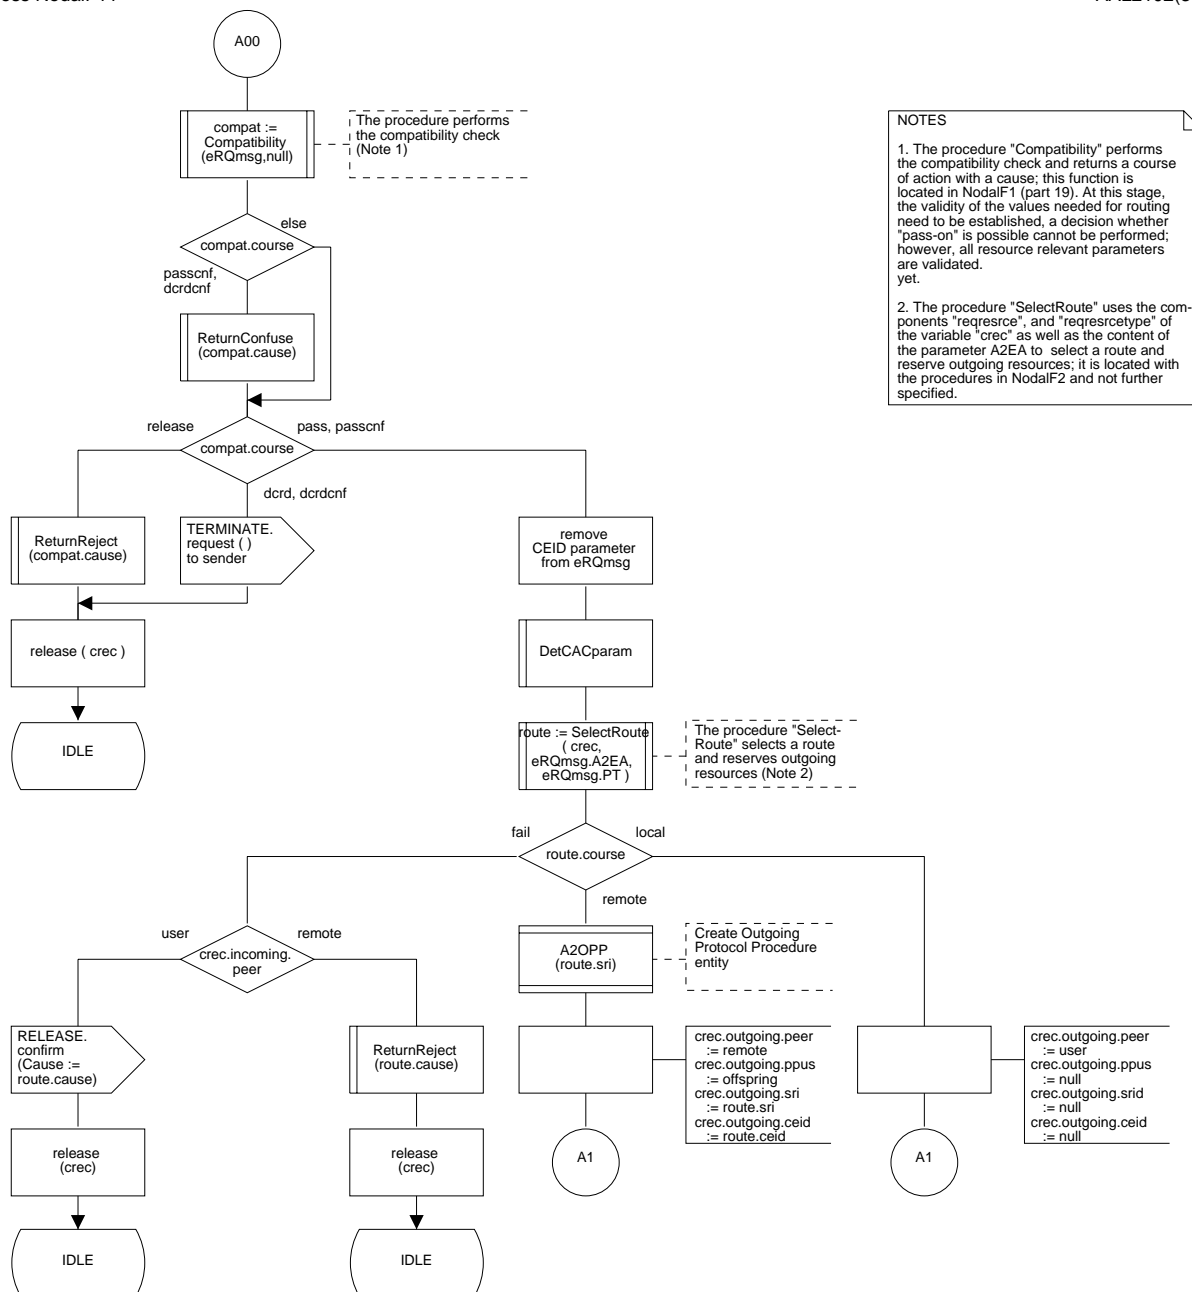 A00
compat :=
Compatibility
(eRQmsg,null)
The procedure performs
the compatibility check
(Note 1)
NOTES
1. The procedure "Compatibility" performs
the compatibility check and returns a course
of action with a cause; this function is
located in NodalF1 (part 19). At this stage,
the validity of the values needed for routing
need to be established, a decision whether
"pass-on" is possible cannot be performed;
however, all resource relevant parameters
are validated.
yet.
2. The procedure "SelectRoute" uses the com-
ponents "reqresrce", and "reqresrcetype" of
the variable "crec" as well as the content of
the parameter A2EA to select a route and
reserve outgoing resources; it is located with
the procedures in NodalF2 and not further
specified.
else
compat.course
passcnf,
dcrdcnf
ReturnConfuse
(compat.cause)
release
pass, passcnf
compat.course
dcrd, dcrdcnf
ReturnReject
(compat.cause)
TERMINATE.
request ( )
to sender
remove
CEID parameter
from eRQmsg
release ( crec )
DetCACparam
IDLE
route := SelectRoute
( crec,
eRQmsg.A2EA,
eRQmsg.PT )
The procedure "Select-
Route" selects a route
and reserves outgoing
resources (Note 2)
fail
local
route.course
remote
user
remote
crec.incoming.
peer
A2OPP
(route.sri)
Create Outgoing
Protocol Procedure
entity
RELEASE.
confirm
(Cause :=
route.cause)
ReturnReject
(route.cause)
crec.outgoing.peer
:= remote
crec.outgoing.ppus
:= offspring
crec.outgoing.sri
:= route.sri
crec.outgoing.ceid
:= route.ceid
crec.outgoing.peer
:= user
crec.outgoing.ppus
:= null
crec.outgoing.srid
:= null
crec.outgoing.ceid
:= null
release
(crec)
release
(crec)
A1
A1
IDLE
IDLE